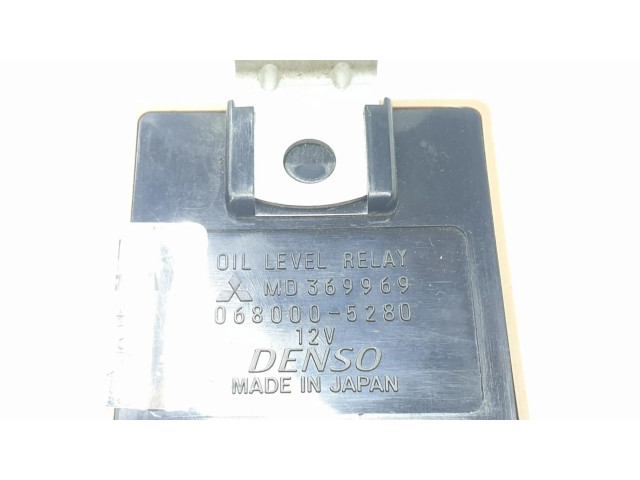 OIL LEVEL RELAY
MD369969
068000-5280
12V
DENSO
MADE IN JAPAN